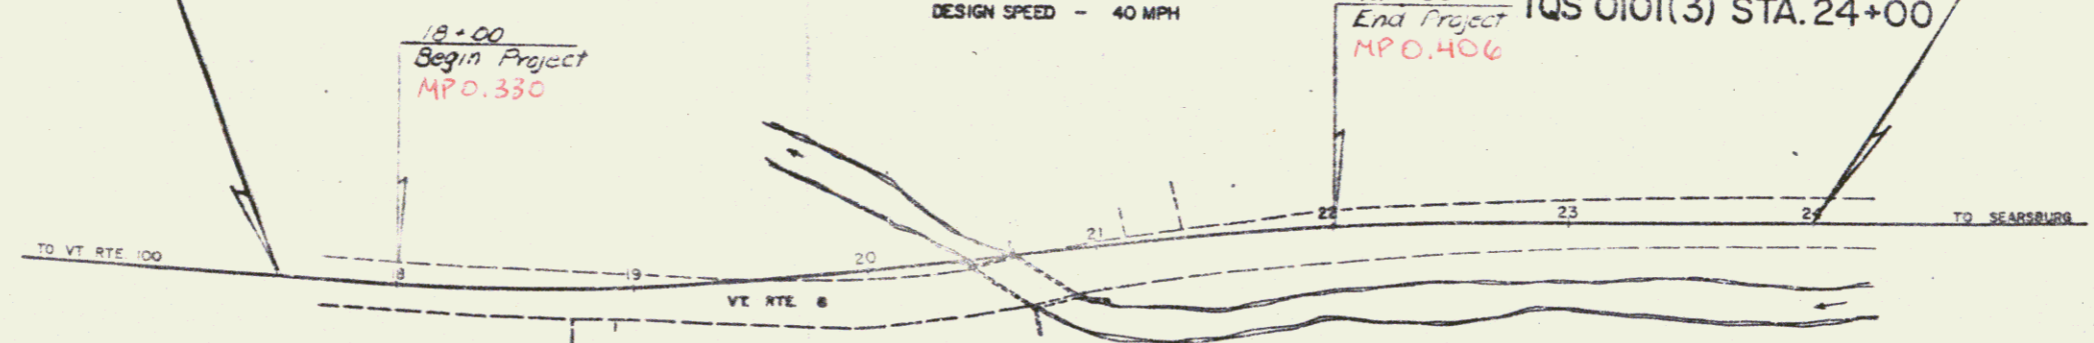 DESIGN SPEED - 40 MPH
End Project
TQS 0101(3) STA. 24+00
MP 0.406
18+00
Begin Project
MP 0.330
22
23
24
TO SEARSBURG
21
20
TO VT RTE 100
18
19
VT. RTE 8